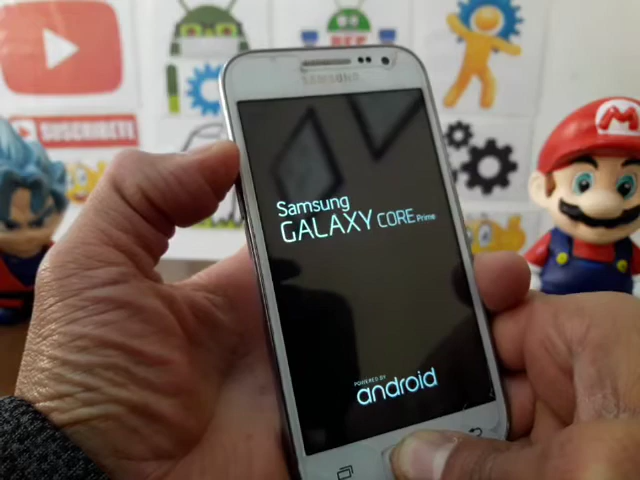 SUSCRIBETE
SAMSUNG
Samsung
GALAXY CORE Prime
POWERED BY
android
M